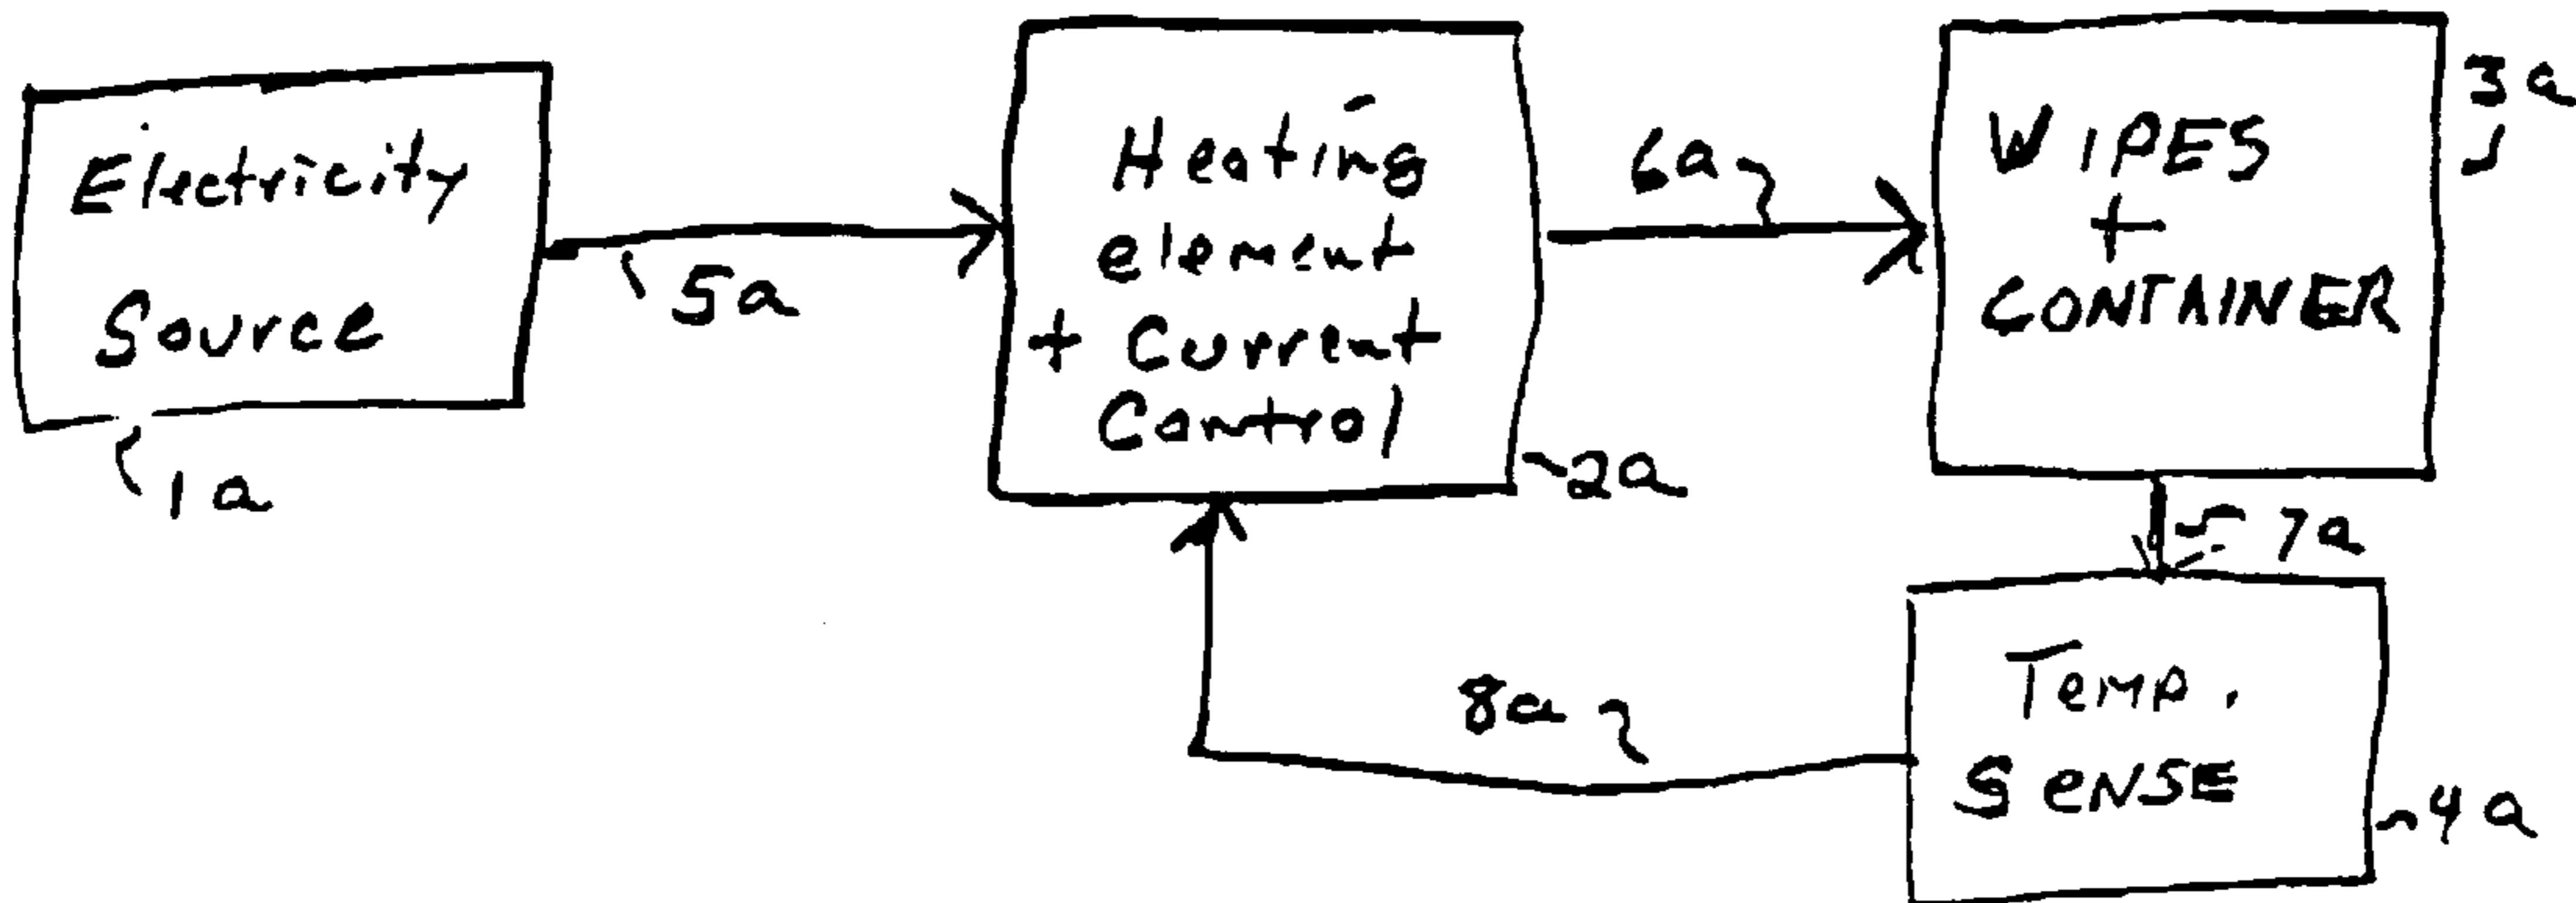 Electricity
Source
1a
5a
Heating
element
+ Current
Control
2a
6a
WIPES
+
CONTAINER
3a
7a
Temp.
SENSE
4a
8a